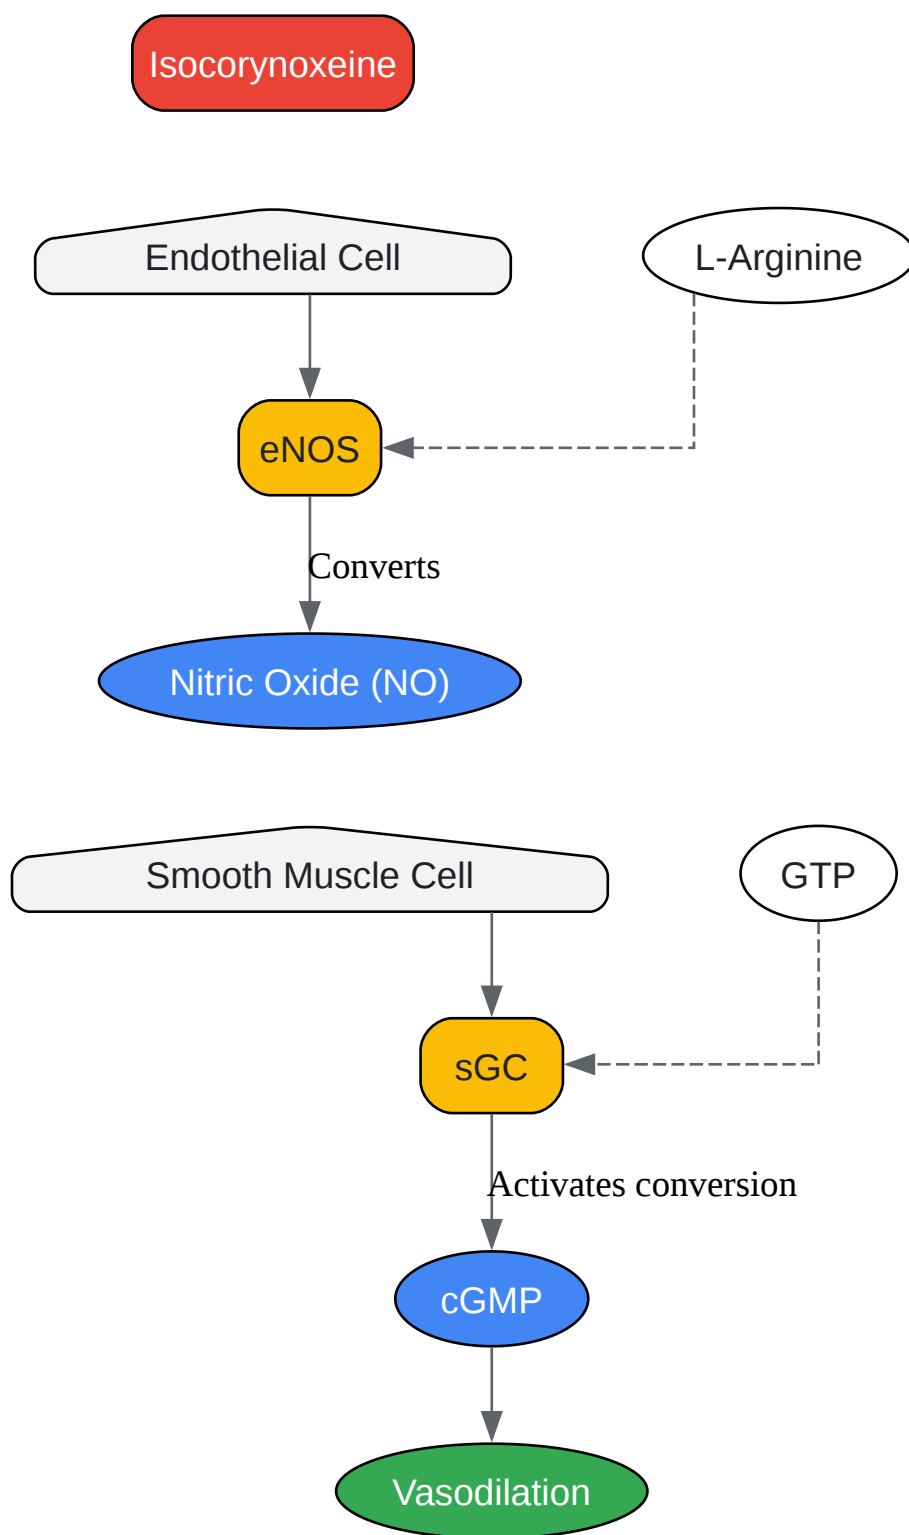 Isocorynoxeine
Endothelial Cell
L-Arginine
eNOS
Converts
Nitric Oxide (NO)
Smooth Muscle Cell
GTP
sGC
Activates conversion
cGMP
Vasodilation